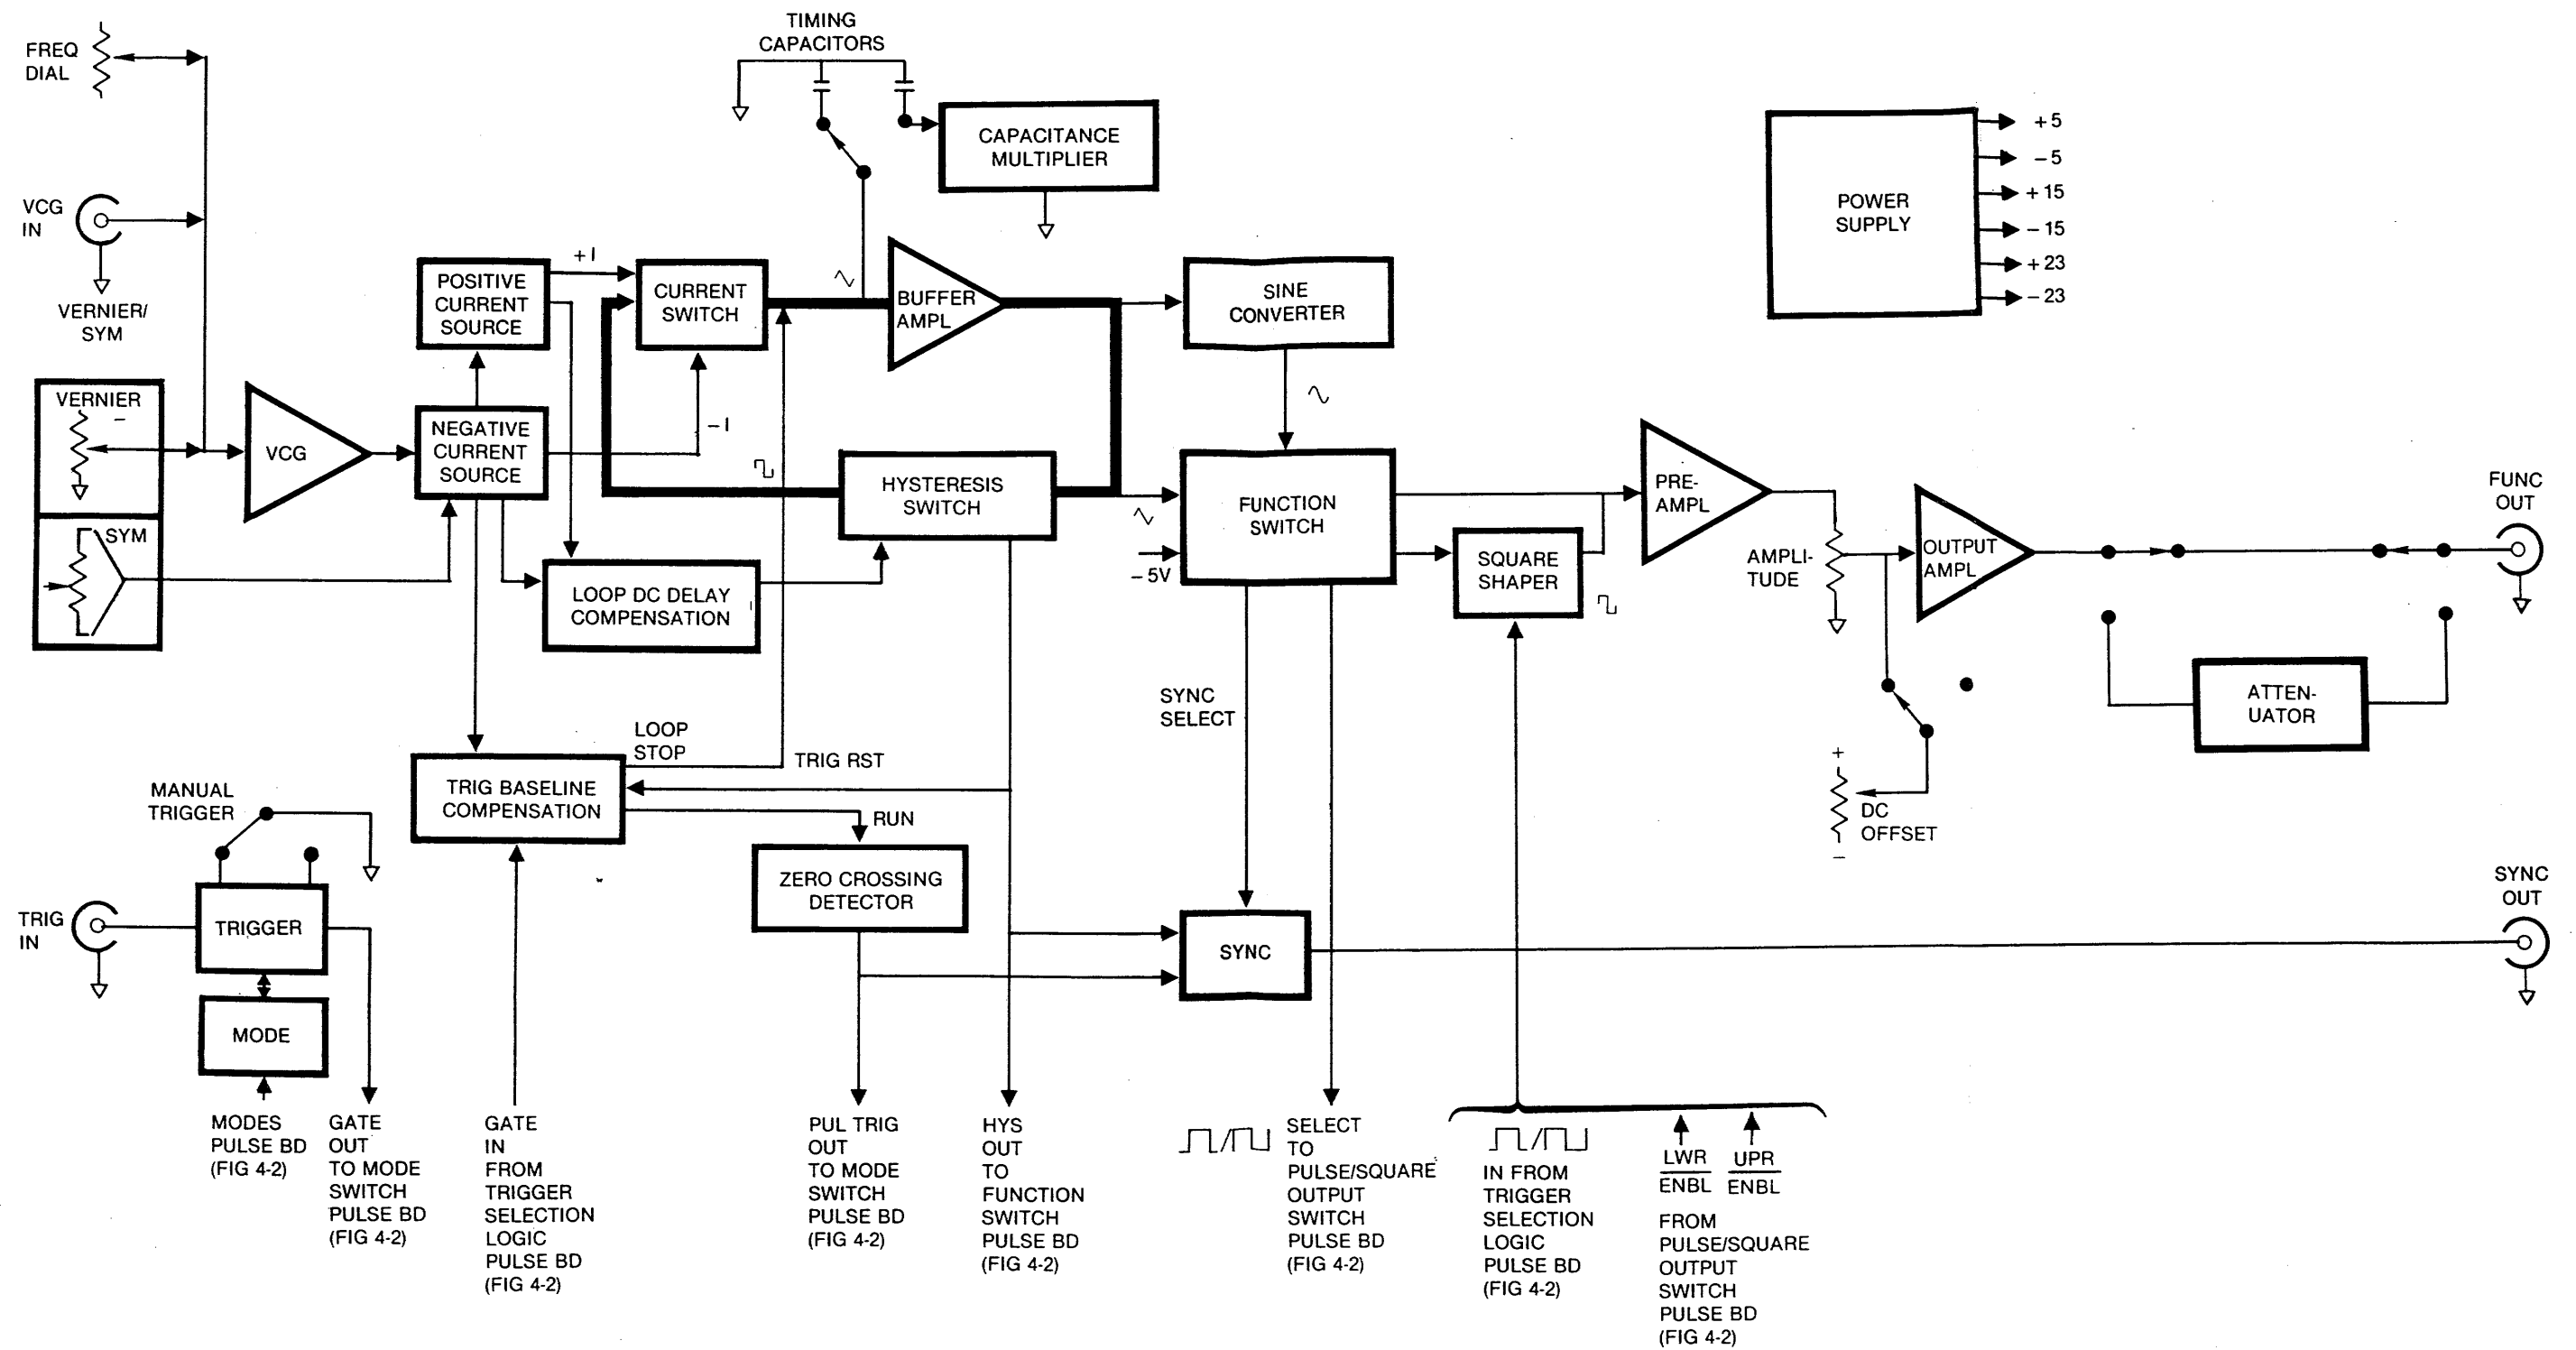 TIMING
CAPACITORS
FREQ
DIAL
CAPACITANCE
MULTIPLIER
POWER
SUPPLY
+5
−5
+15
−15
+23
−23
VCG
IN
VERNIER/
SYM
POSITIVE
CURRENT
SOURCE
+I
CURRENT
SWITCH
BUFFER
AMPL
SINE
CONVERTER
VERNIER
−
VCG
NEGATIVE
CURRENT
SOURCE
−I
HYSTERESIS
SWITCH
FUNCTION
SWITCH
−5V
PRE-
AMPL
SQUARE
SHAPER
AMPLI-
TUDE
OUTPUT
AMPL
FUNC
OUT
SYM
LOOP DC DELAY
COMPENSATION
ATTEN-
UATOR
SYNC
SELECT
LOOP
STOP
TRIG RST
TRIG BASELINE
COMPENSATION
RUN
+
DC
OFFSET
−
MANUAL
TRIGGER
ZERO CROSSING
DETECTOR
TRIG
IN
TRIGGER
SYNC
SYNC
OUT
MODE
MODES
PULSE BD
(FIG 4-2)
GATE
OUT
TO MODE
SWITCH
PULSE BD
(FIG 4-2)
GATE
IN
FROM
TRIGGER
SELECTION
LOGIC
PULSE BD
(FIG 4-2)
PUL TRIG
OUT
TO MODE
SWITCH
PULSE BD
(FIG 4-2)
HYS
OUT
TO
FUNCTION
SWITCH
PULSE BD
(FIG 4-2)
/
SELECT
TO
PULSE/SQUARE
OUTPUT
SWITCH
PULSE BD
(FIG 4-2)
/
IN FROM
TRIGGER
SELECTION
LOGIC
PULSE BD
(FIG 4-2)
LWR
ENBL
UPR
ENBL
FROM
PULSE/SQUARE
OUTPUT
SWITCH
PULSE BD
(FIG 4-2)